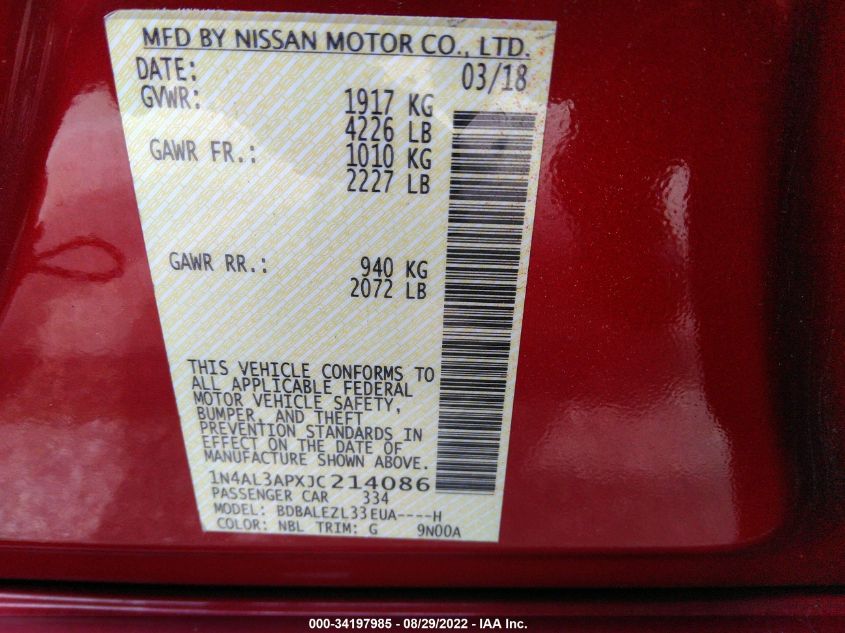 MFD BY NISSAN MOTOR CO., LTD.
DATE: 03/18
GVWR: 1917 KG
4226 LB
GAWR FR.: 1010 KG
2227 LB
GAWR RR.: 940 KG
2072 LB
THIS VEHICLE CONFORMS TO
ALL APPLICABLE FEDERAL
MOTOR VEHICLE SAFETY,
BUMPER, AND THEFT
PREVENTION STANDARDS IN
EFFECT ON THE DATE OF
MANUFACTURE SHOWN ABOVE.
1N4AL3APXJC214086
PASSENGER CAR 334
MODEL: BDBALEZL33EUA----H
COLOR: NBL TRIM: G 9N00A
000-34197985 - 08/29/2022 - IAA Inc.